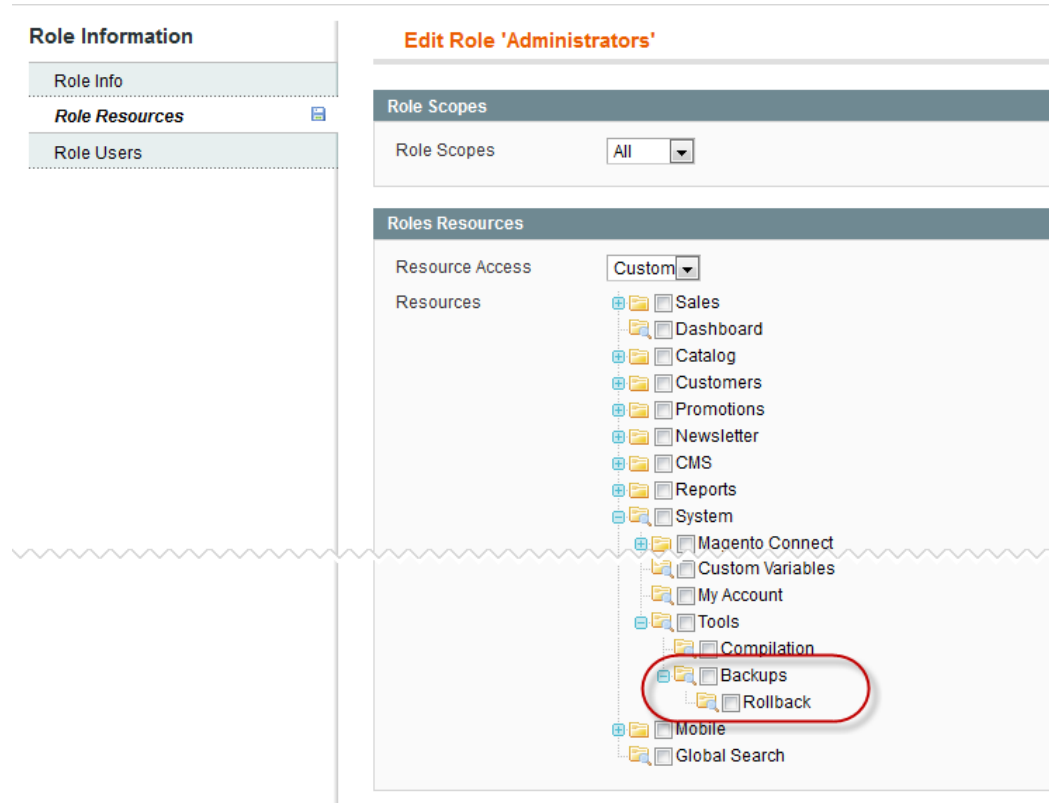 Role Information
Role Info
Role Resources
Role Users
Edit Role 'Administrators'
Role Scopes
Role Scopes
All
Roles Resources
Resource Access
Custom
Resources
Sales
Dashboard
Catalog
Customers
Promotions
Newsletter
CMS
Reports
System
Magento Connect
Custom Variables
My Account
Tools
Compilation
Backups
Rollback
Mobile
Global Search